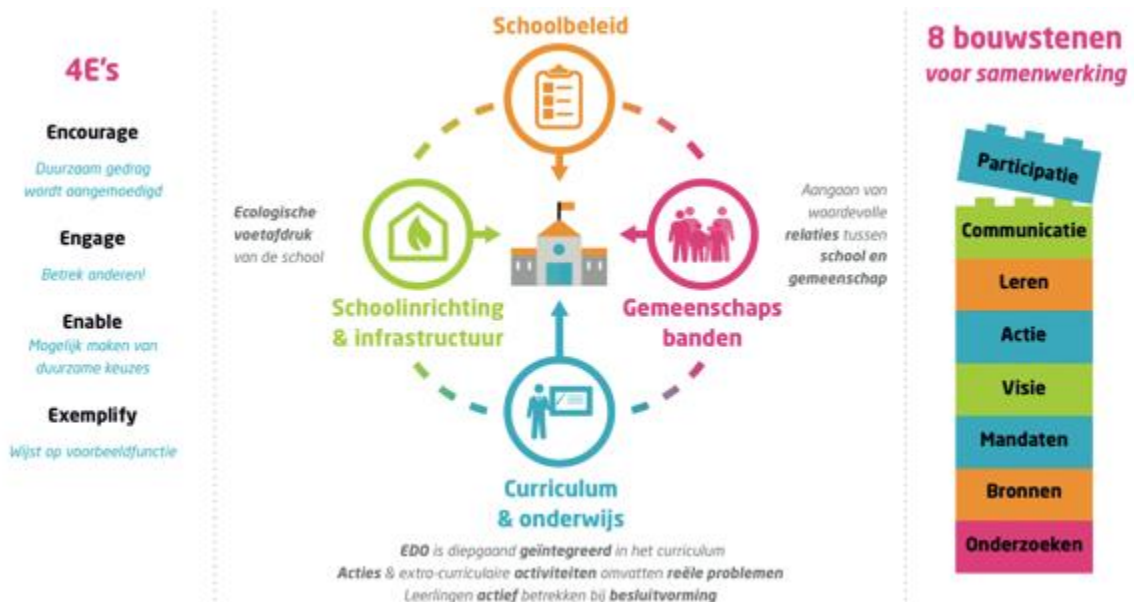 4E's
Encourage
Duurzaam gedrag
wordt aangemoedigd
Engage
Betrek anderen!
Enable
Mogelijk maken van
duurzame keuzes
Exemplify
Wijst op voorbeeldfunctie
Schoolbeleid
Ecologische
voetafdruk
van de school
Schoolinrichting
& infrastructuur
Aangaan van
waardevolle
relaties tussen
school en
gemeenschap
Gemeenschaps
banden
Curriculum
& onderwijs
EDO is diepgaand geïntegreerd in het curriculum
Acties & extra-curriculaire activiteiten omvatten reële problemen
Leerlingen actief betrekken bij besluitvorming
8 bouwstenen
voor samenwerking
Participatie
Communicatie
Leren
Actie
Visie
Mandaten
Bronnen
Onderzoeken